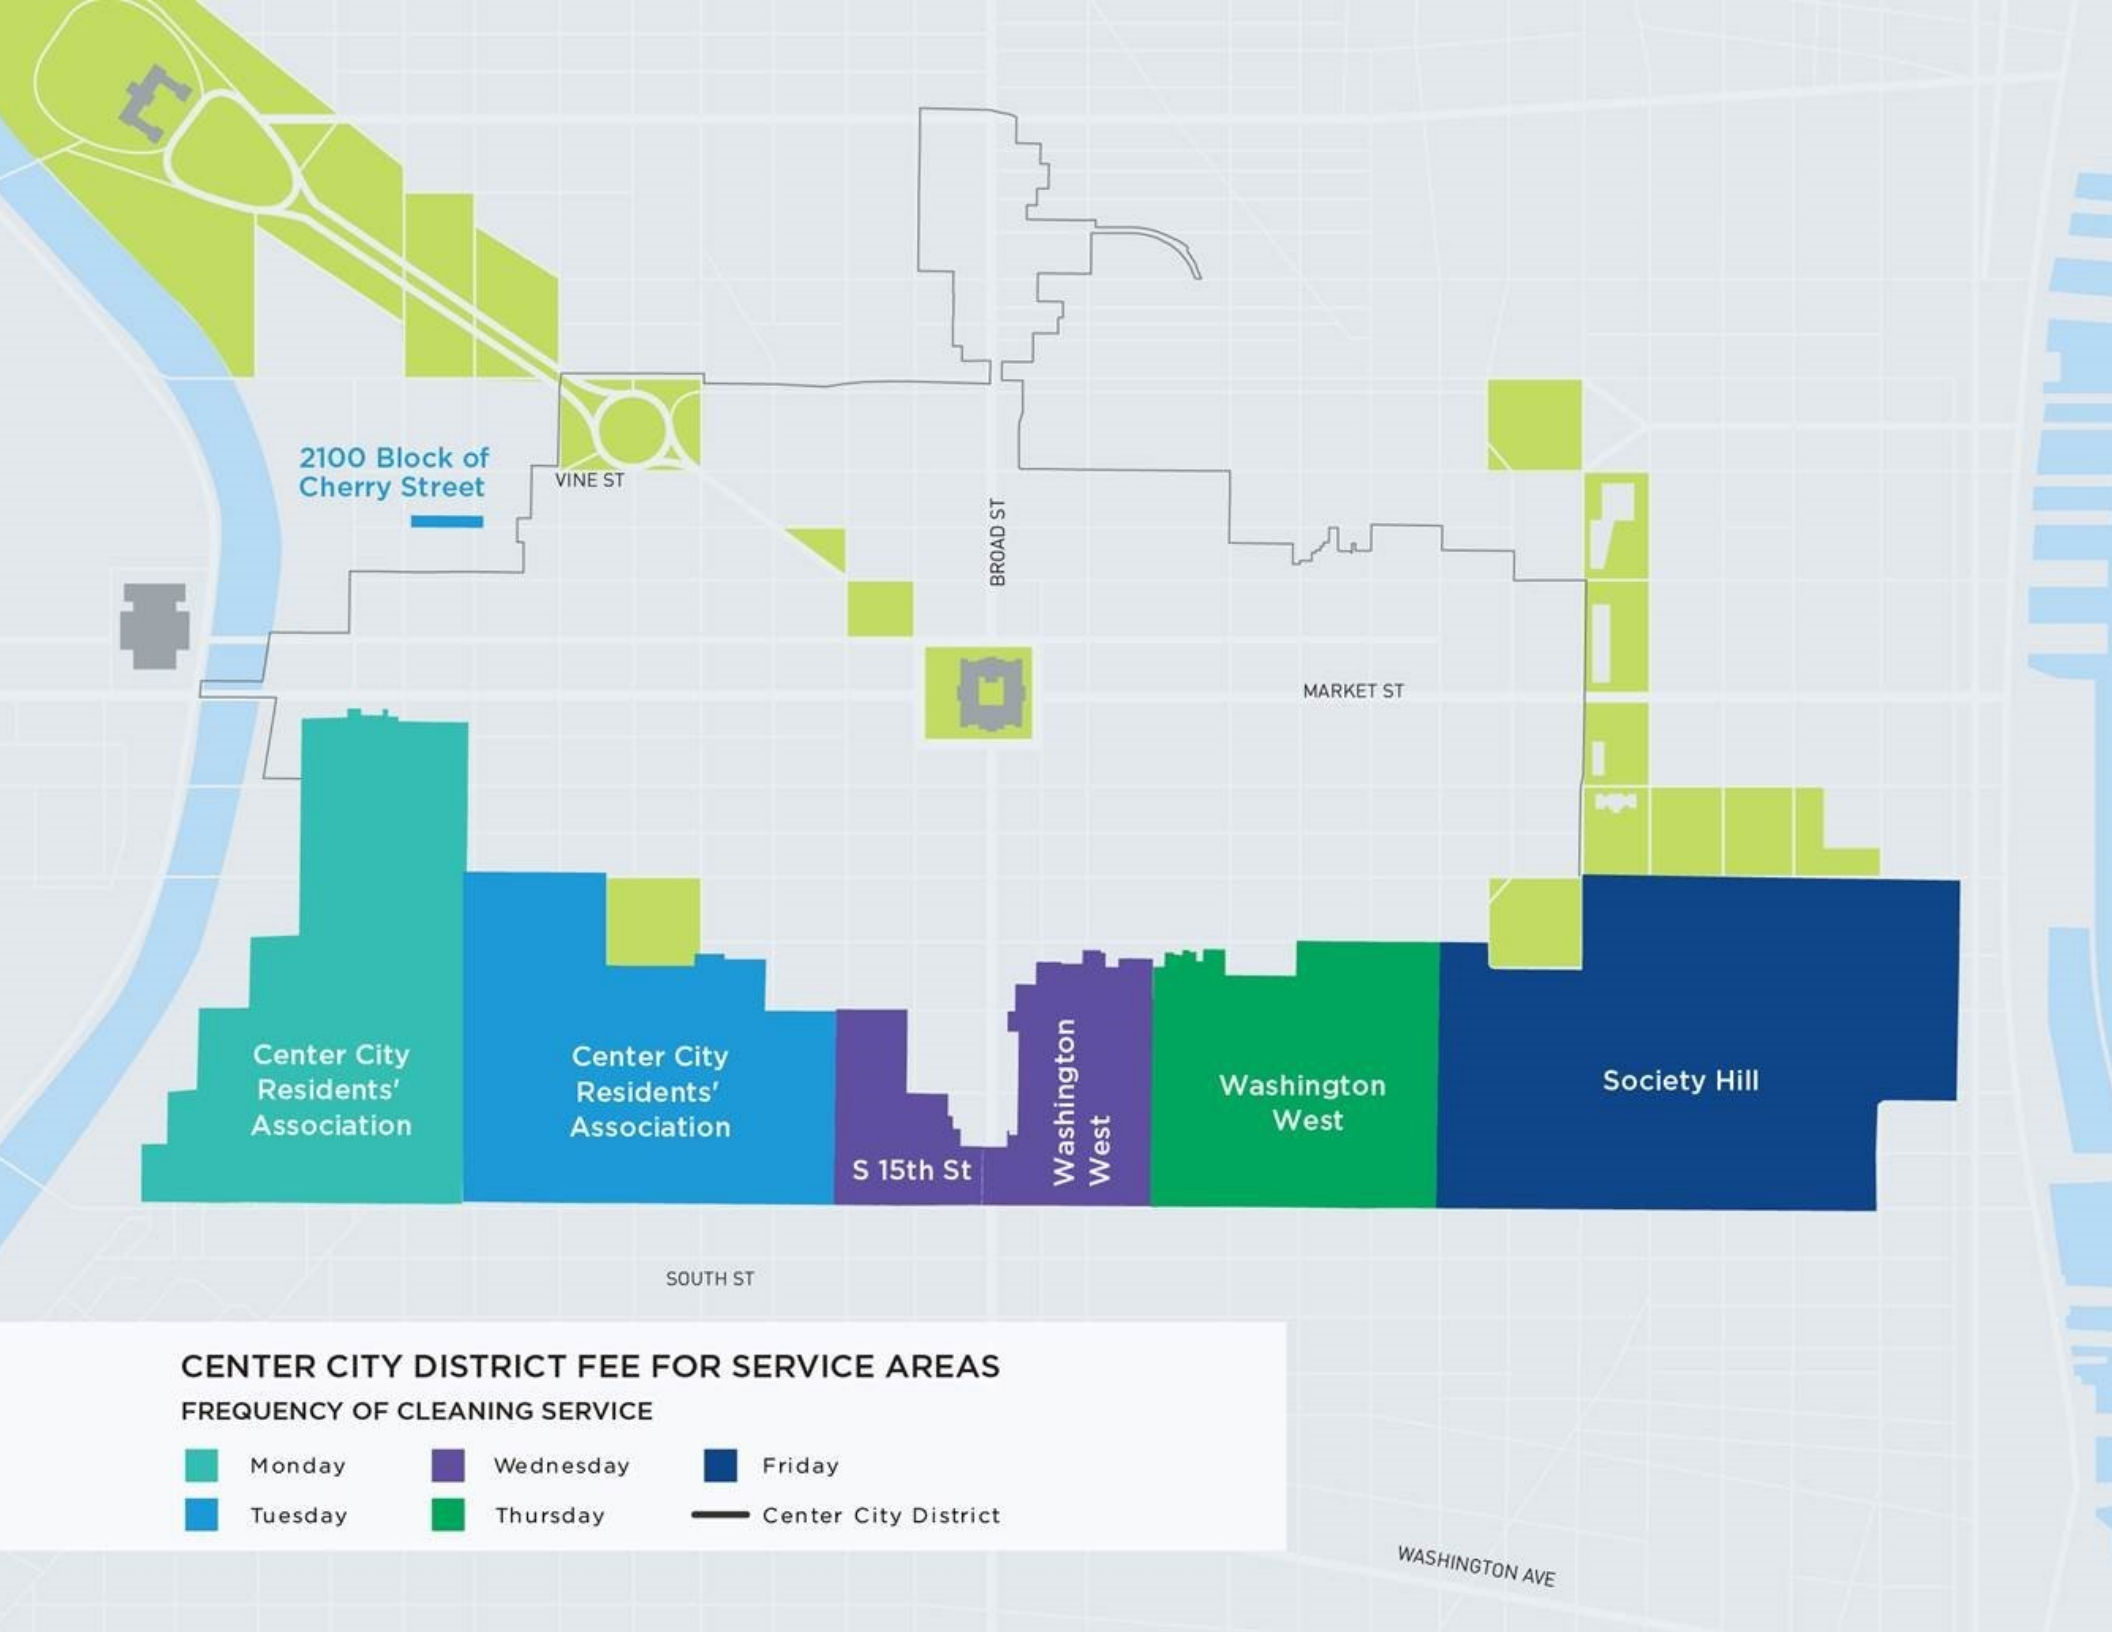 2100 Block of
Cherry Street
VINE ST
BROAD ST
MARKET ST
Center City
Residents'
Association
Center City
Residents'
Association
S 15th St
Washington
West
Washington
West
Society Hill
SOUTH ST
CENTER CITY DISTRICT FEE FOR SERVICE AREAS
FREQUENCY OF CLEANING SERVICE
Monday
Wednesday
Friday
Tuesday
Thursday
Center City District
WASHINGTON AVE